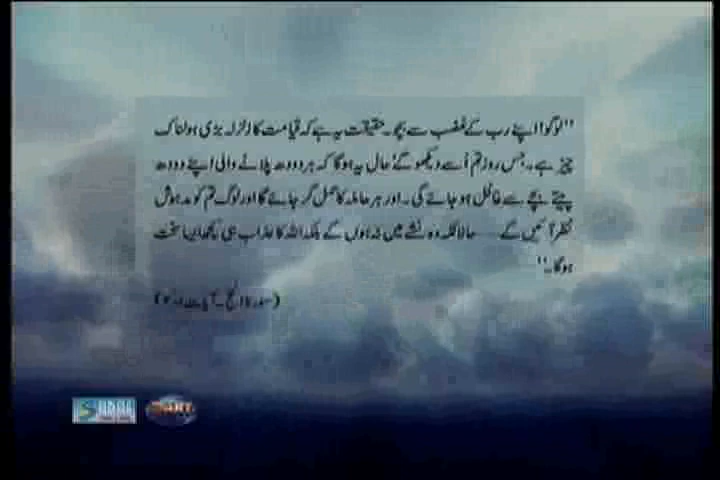 "لوگو! اپنے رب کے غضب سے بچو۔ حقیقت یہ ہے کہ قیامت کا زلزلہ بڑی ہولناک
چیز ہے۔ جس روز تم اُسے دیکھو گے حال یہ ہوگا کہ ہر دودھ پلانے والی اپنے دودھ
پیتے بچے سے غافل ہو جائے گی۔ اور ہر حاملہ کا حمل گر جائے گا اور لوگ تم کو مدہوش
نظر آئیں گے ـــ حالانکہ وہ نشے میں نہ ہوں گے بلکہ اللہ کا عذاب ہی کچھ ایسا سخت
ہوگا۔"
(سورۃ الحج۔ آیات